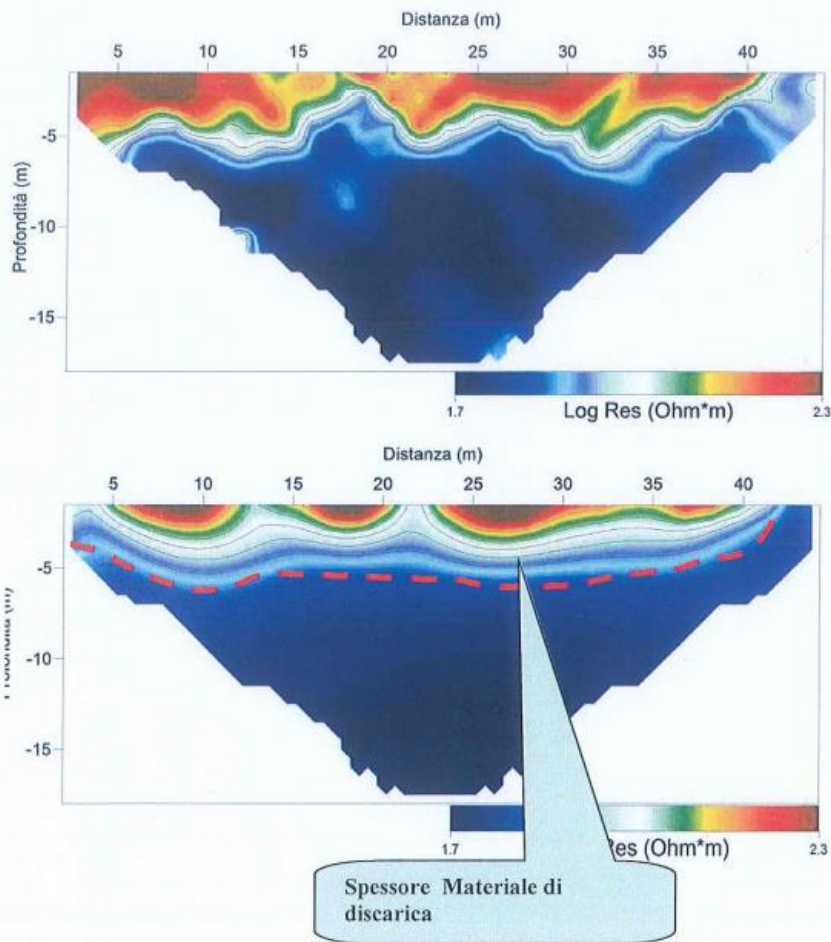 Distanza (m)
5 10 15 20 25 30 35 40
Profondità (m)
-5
-10
-15
1.7 Log Res (Ohm*m) 2.3
Distanza (m)
5 10 15 20 25 30 35 40
-5
-10
-15
1.7 Res (Ohm*m) 2.3
Spessore Materiale di
discarica